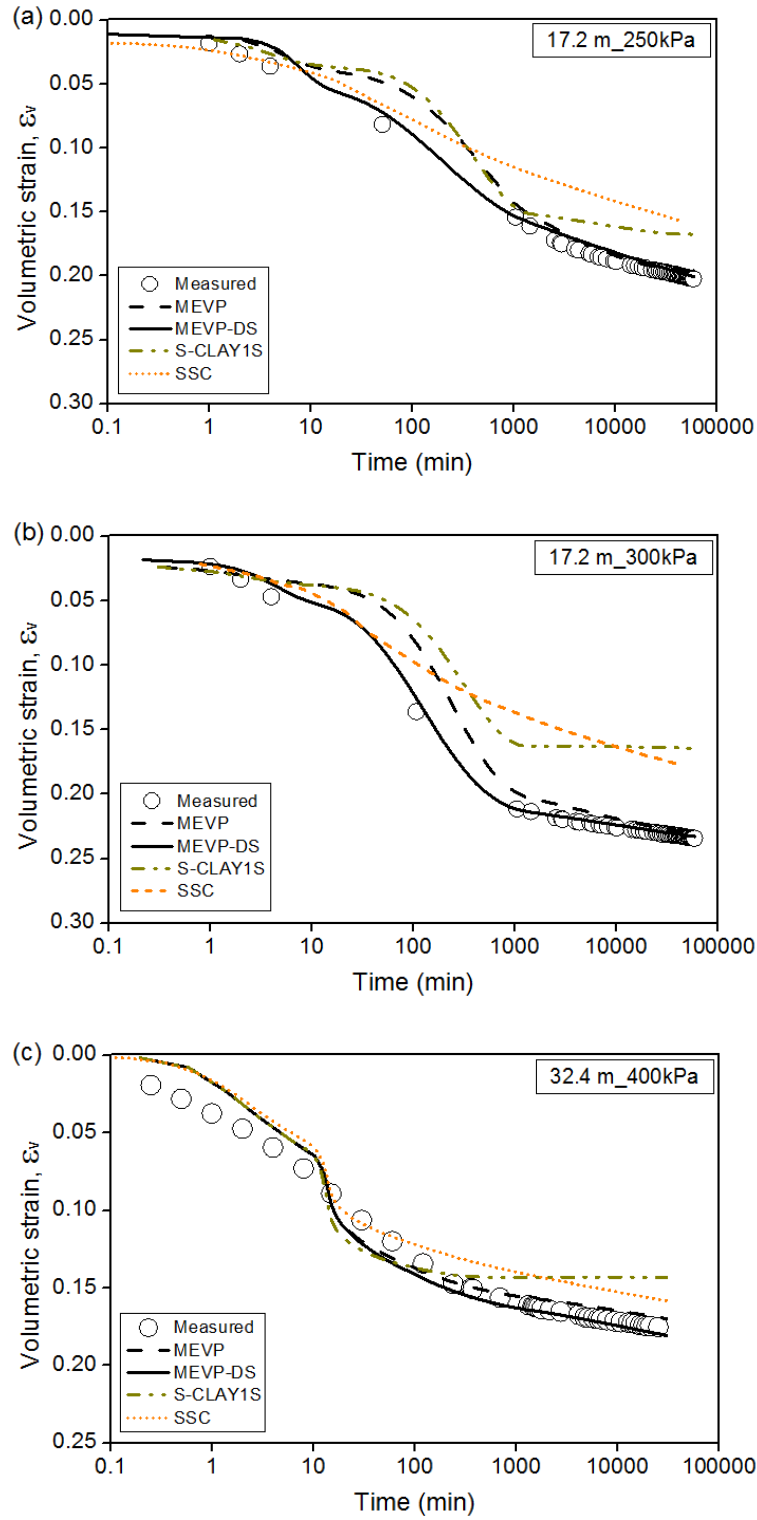 (a)
17.2 m_250kPa
Volumetric strain, εv
0.00
0.05
0.10
0.15
0.20
0.25
0.30
Measured
MEVP
MEVP-DS
S-CLAY1S
SSC
0.1 1 10 100 1000 10000 100000
Time (min)
(b)
17.2 m_300kPa
Volumetric strain, εv
0.00
0.05
0.10
0.15
0.20
0.25
0.30
Measured
MEVP
MEVP-DS
S-CLAY1S
SSC
0.1 1 10 100 1000 10000 100000
Time (min)
(c)
32.4 m_400kPa
Volumetric strain, εv
0.00
0.05
0.10
0.15
0.20
0.25
Measured
MEVP
MEVP-DS
S-CLAY1S
SSC
0.1 1 10 100 1000 10000 100000
Time (min)